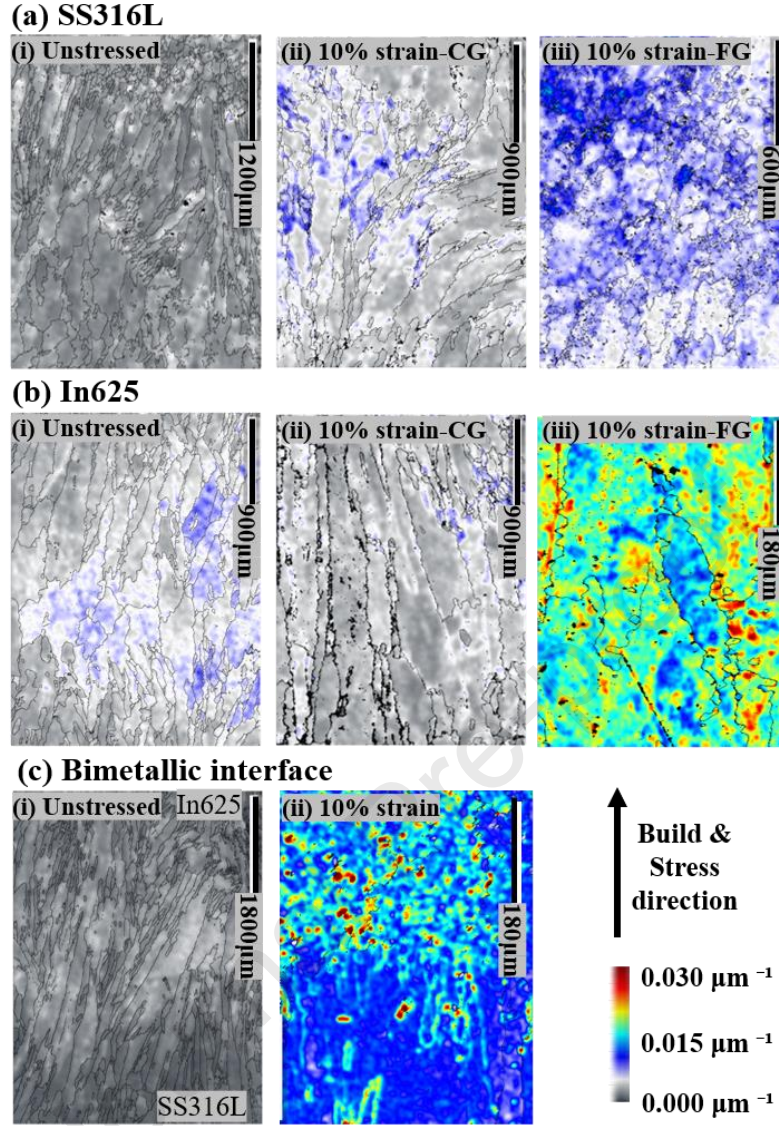 (a) SS316L
(i) Unstressed
(ii) 10% strain-CG
(iii) 10% strain-FG
1200μm
900μm
600μm
(b) In625
(i) Unstressed
(ii) 10% strain-CG
(iii) 10% strain-FG
900μm
900μm
180μm
(c) Bimetallic interface
(i) Unstressed
In625
(ii) 10% strain
1800μm
180μm
SS316L
Build &
Stress
direction
0.030 μm ⁻¹
0.015 μm ⁻¹
0.000 μm ⁻¹